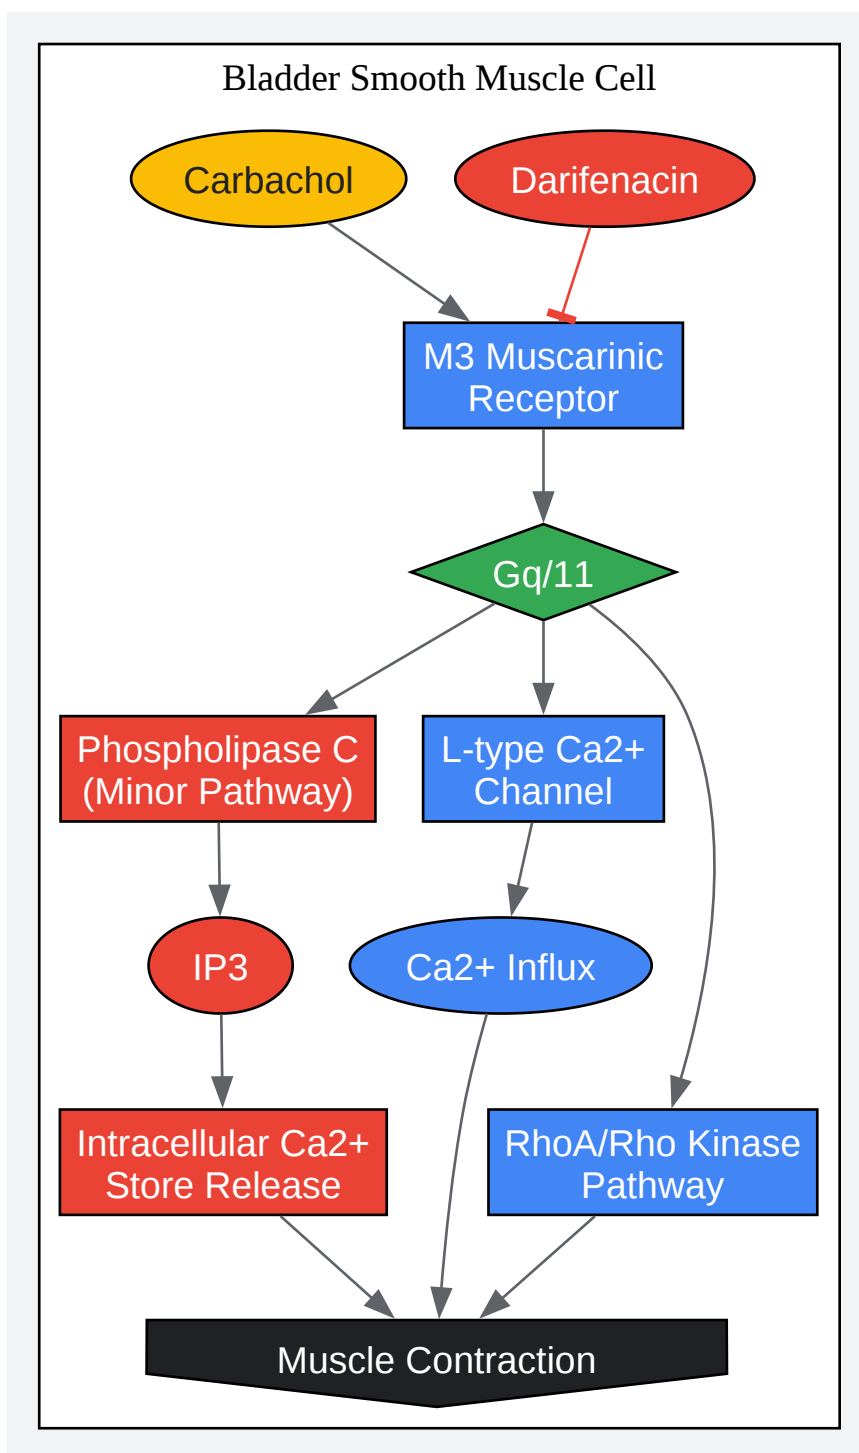 Bladder Smooth Muscle Cell
Carbachol
Darifenacin
M3 Muscarinic
Receptor
Gq/11
Phospholipase C
(Minor Pathway)
L-type Ca2+
Channel
IP3
Ca2+ Influx
Intracellular Ca2+
Store Release
RhoA/Rho Kinase
Pathway
Muscle Contraction